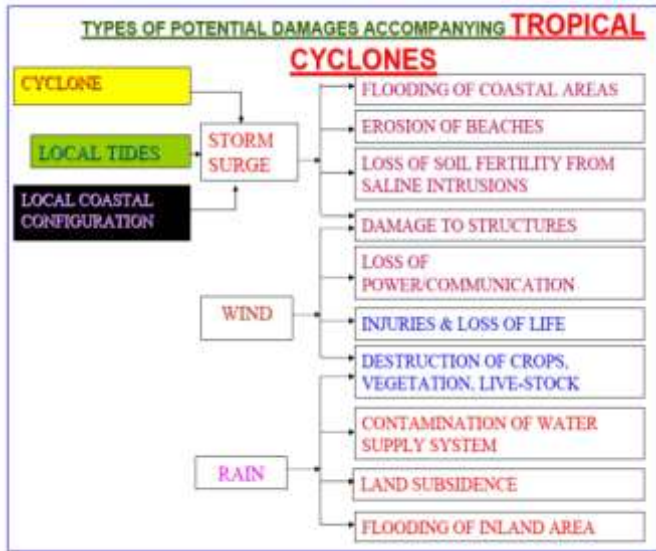 TYPES OF POTENTIAL DAMAGES ACCOMPANYING TROPICAL
CYCLONES
CYCLONE
LOCAL TIDES
LOCAL COASTAL
CONFIGURATION
STORM
SURGE
WIND
RAIN
FLOODING OF COASTAL AREAS
EROSION OF BEACHES
LOSS OF SOIL FERTILITY FROM
SALINE INTRUSIONS
DAMAGE TO STRUCTURES
LOSS OF
POWER/COMMUNICATION
INJURIES & LOSS OF LIFE
DESTRUCTION OF CROPS,
VEGETATION, LIVE-STOCK
CONTAMINATION OF WATER
SUPPLY SYSTEM
LAND SUBSIDENCE
FLOODING OF INLAND AREA